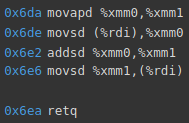 0x6da movapd %xmm0,%xmm1
0x6de movsd (%rdi),%xmm0
0x6e2 addsd %xmm0,%xmm1
0x6e6 movsd %xmm1,(%rdi)
0x6ea retq